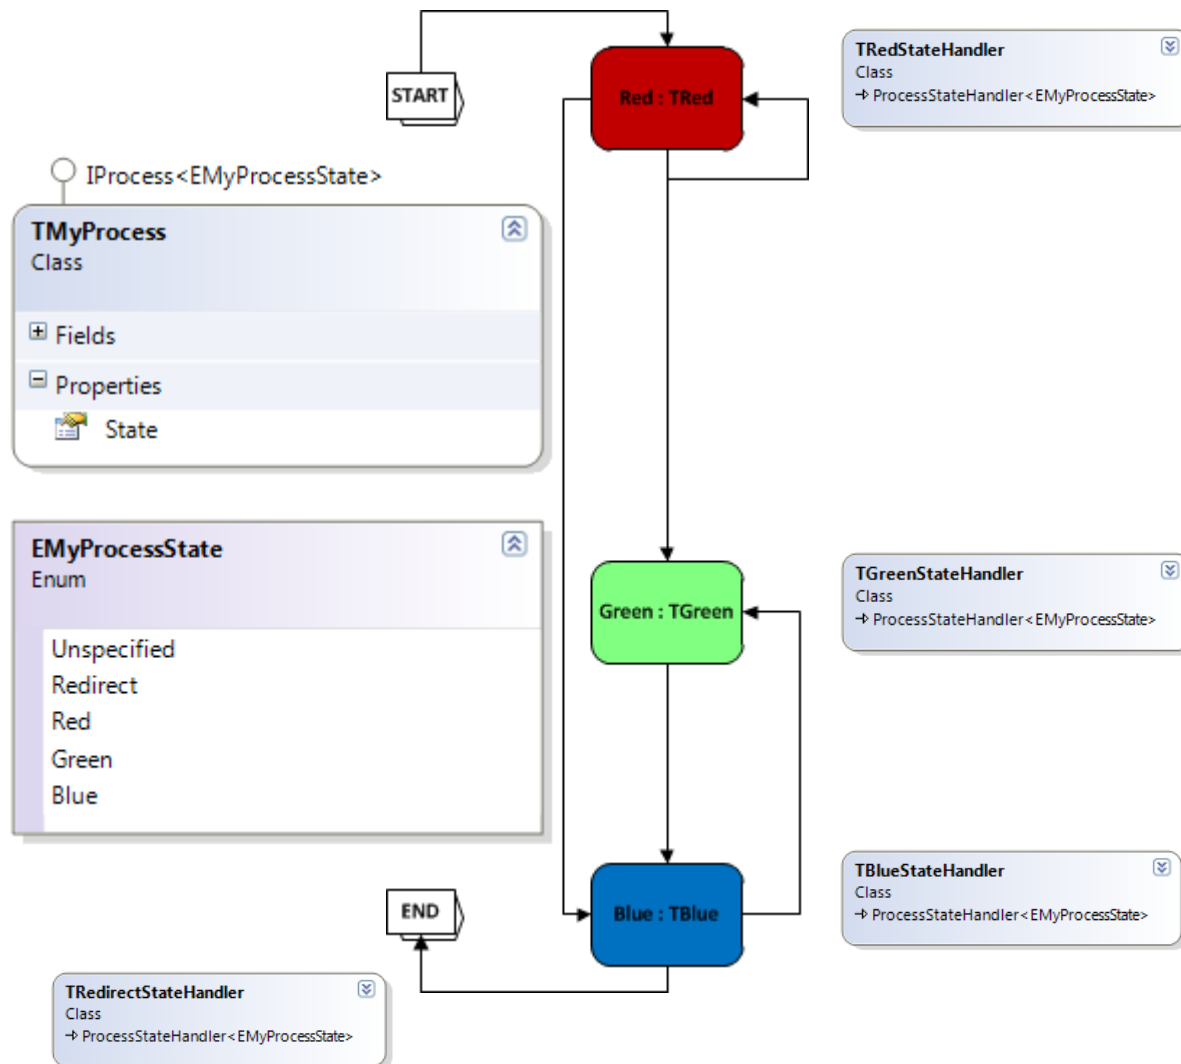 START
Red : TRed
TRedStateHandler
Class
ProcessStateHandler<EMyProcessState>
IProcess<EMyProcessState>
TMyProcess
Class
Fields
Properties
State
EMyProcessState
Enum
Unspecified
Redirect
Red
Green
Blue
Green : TGreen
TGreenStateHandler
Class
ProcessStateHandler<EMyProcessState>
END
Blue : TBlue
TBlueStateHandler
Class
ProcessStateHandler<EMyProcessState>
TRedirectStateHandler
Class
ProcessStateHandler<EMyProcessState>